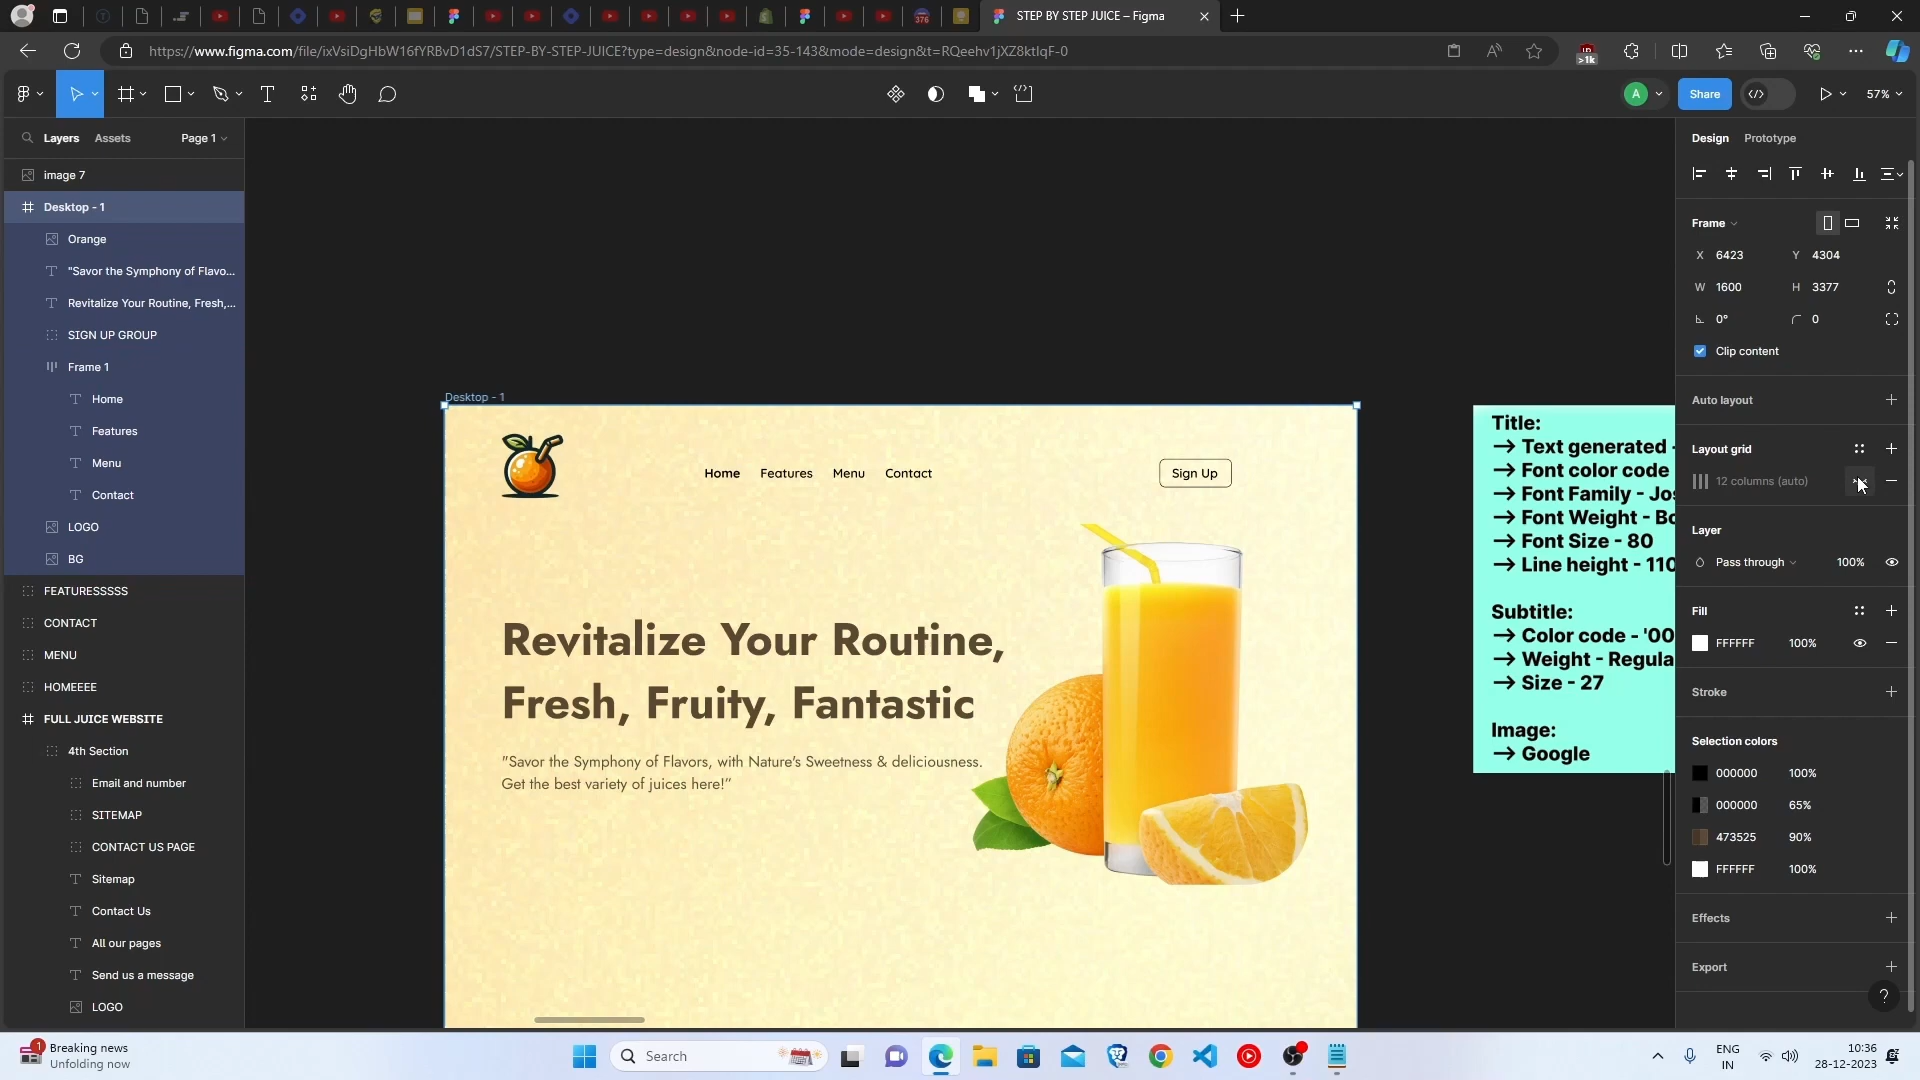 STEP BY STEP JUICE – Figma
376
https://www.figma.com/file/ixVsiDgHbW16fYRBvD1dS7/STEP-BY-STEP-JUICE?type=design&node-id=35-143&mode=design&t=RQeehv1jXZ8ktlqF-0
>1k
A
Share
57%
Layers
Assets
Page 1
image 7
Desktop - 1
Orange
"Savor the Symphony of Flavo...
Revitalize Your Routine, Fresh,...
SIGN UP GROUP
Frame 1
Home
Features
Menu
Contact
LOGO
BG
FEATURESSSSS
CONTACT
MENU
HOMEEEE
FULL JUICE WEBSITE
4th Section
Email and number
SITEMAP
CONTACT US PAGE
Sitemap
Contact Us
All our pages
Send us a message
LOGO
Desktop - 1
Home Features Menu Contact
Sign Up
Revitalize Your Routine,
Fresh, Fruity, Fantastic
"Savor the Symphony of Flavors, with Nature's Sweetness & deliciousness.
Get the best variety of juices here!”
Title:
→ Text generated -
→ Font color code
→ Font Family - Jos
→ Font Weight - Bo
→ Font Size - 80
→ Line height - 110
Subtitle:
→ Color code - '00
→ Weight - Regula
→ Size - 27
Image:
→ Google
Design
Prototype
Frame
X 6423 Y 4304
W 1600 H 3377
0° 0
Clip content
Auto layout
Layout grid
12 columns (auto)
Layer
Pass through 100%
Fill
FFFFFF 100%
Stroke
Selection colors
000000 100%
000000 65%
473525 90%
FFFFFF 100%
Effects
Export
?
1
Breaking news
Unfolding now
Search
ENG
IN
10:36
28-12-2023